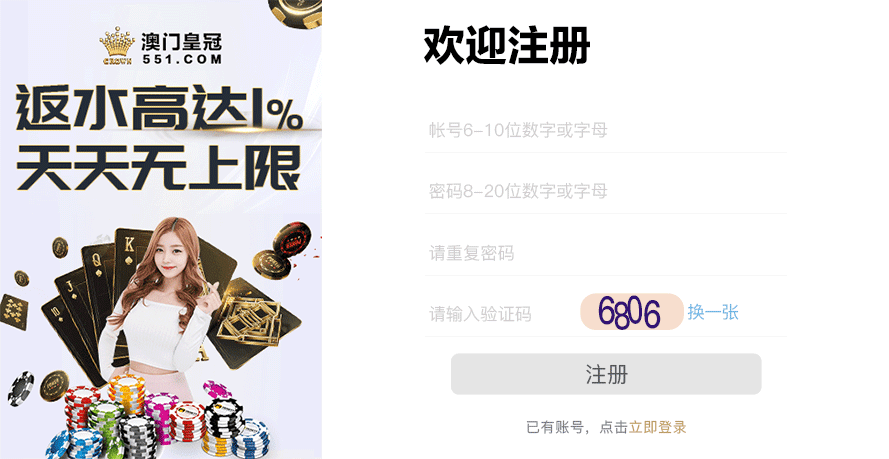 澳门皇冠
CROWN
551.COM
返水高达1%
天天无上限
K
Q
J
10
A
欢迎注册
帐号6-10位数字或字母
密码8-20位数字或字母
请重复密码
请输入验证码
6806
换一张
注册
已有账号，点击立即登录